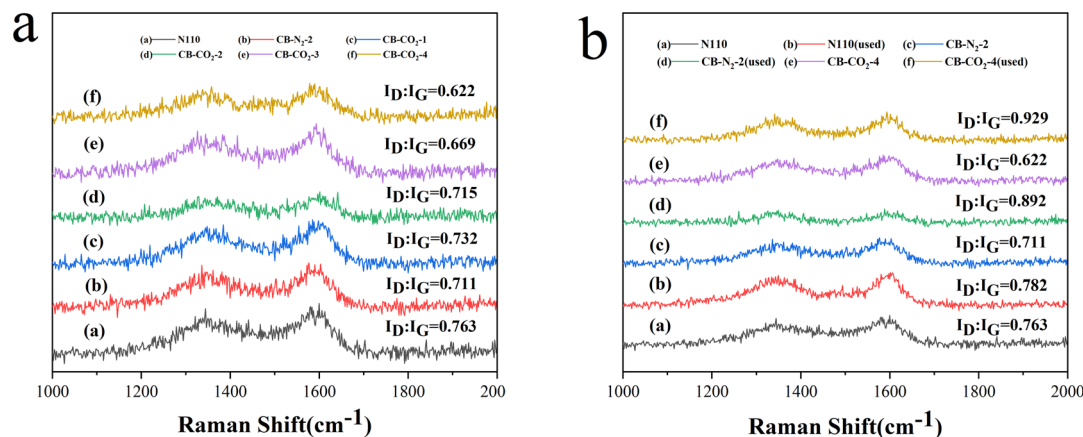 a
(a) N110 (b) CB-N₂-2 (c) CB-CO₂-1
(d) CB-CO₂-2 (e) CB-CO₂-3 (f) CB-CO₂-4
(f) I_D:I_G=0.622
(e) I_D:I_G=0.669
(d) I_D:I_G=0.715
(c) I_D:I_G=0.732
(b) I_D:I_G=0.711
(a) I_D:I_G=0.763
1000 1200 1400 1600 1800 200
Raman Shift(cm⁻¹)
b
(a) N110 (b) N110(used) (c) CB-N₂-2
(d) CB-N₂-2(used) (e) CB-CO₂-4 (f) CB-CO₂-4(used)
(f) I_D:I_G=0.929
(e) I_D:I_G=0.622
(d) I_D:I_G=0.892
(c) I_D:I_G=0.711
(b) I_D:I_G=0.782
(a) I_D:I_G=0.763
1000 1200 1400 1600 1800 2000
Raman Shift(cm⁻¹)